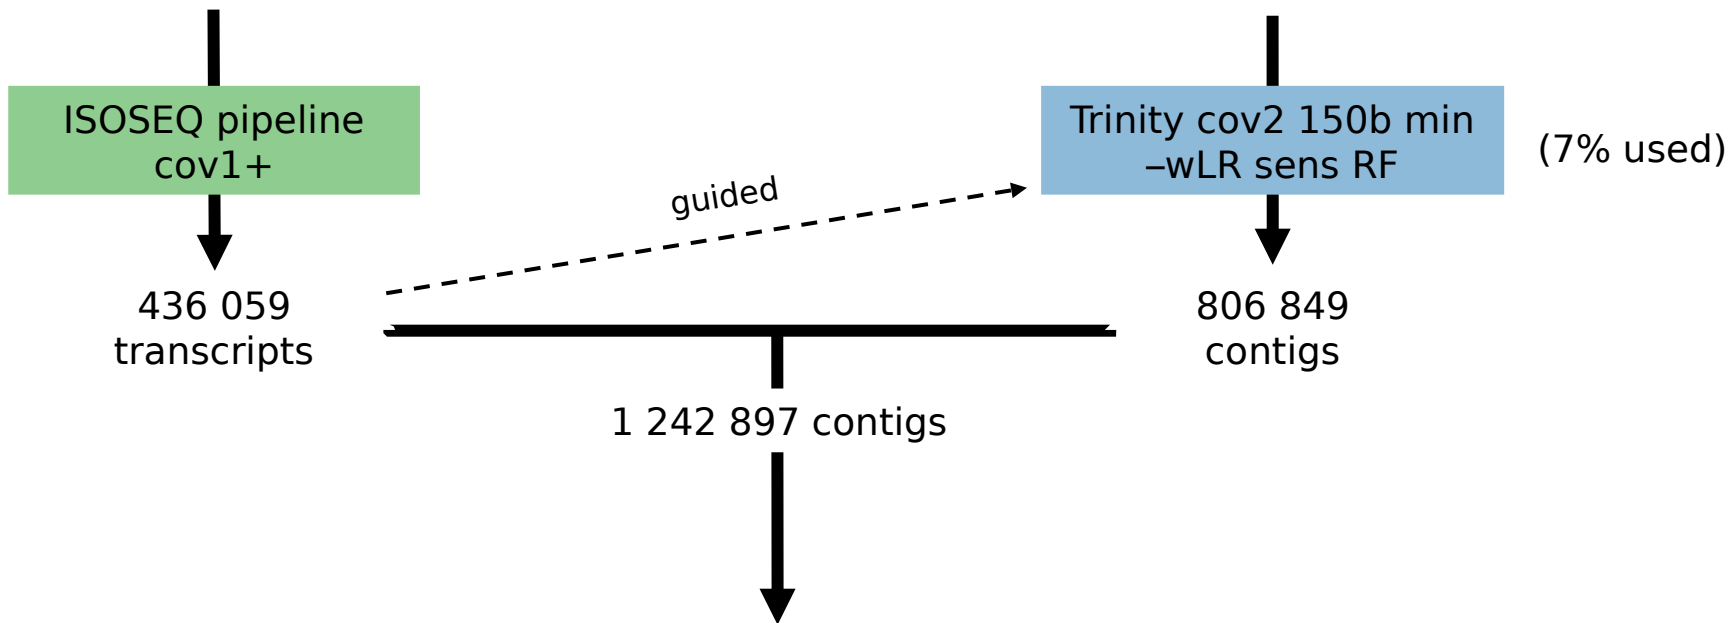 ISOSEQ pipeline
cov1+
Trinity cov2 150b min
–wLR sens RF
(7% used)
guided
436 059
transcripts
806 849
contigs
1 242 897 contigs